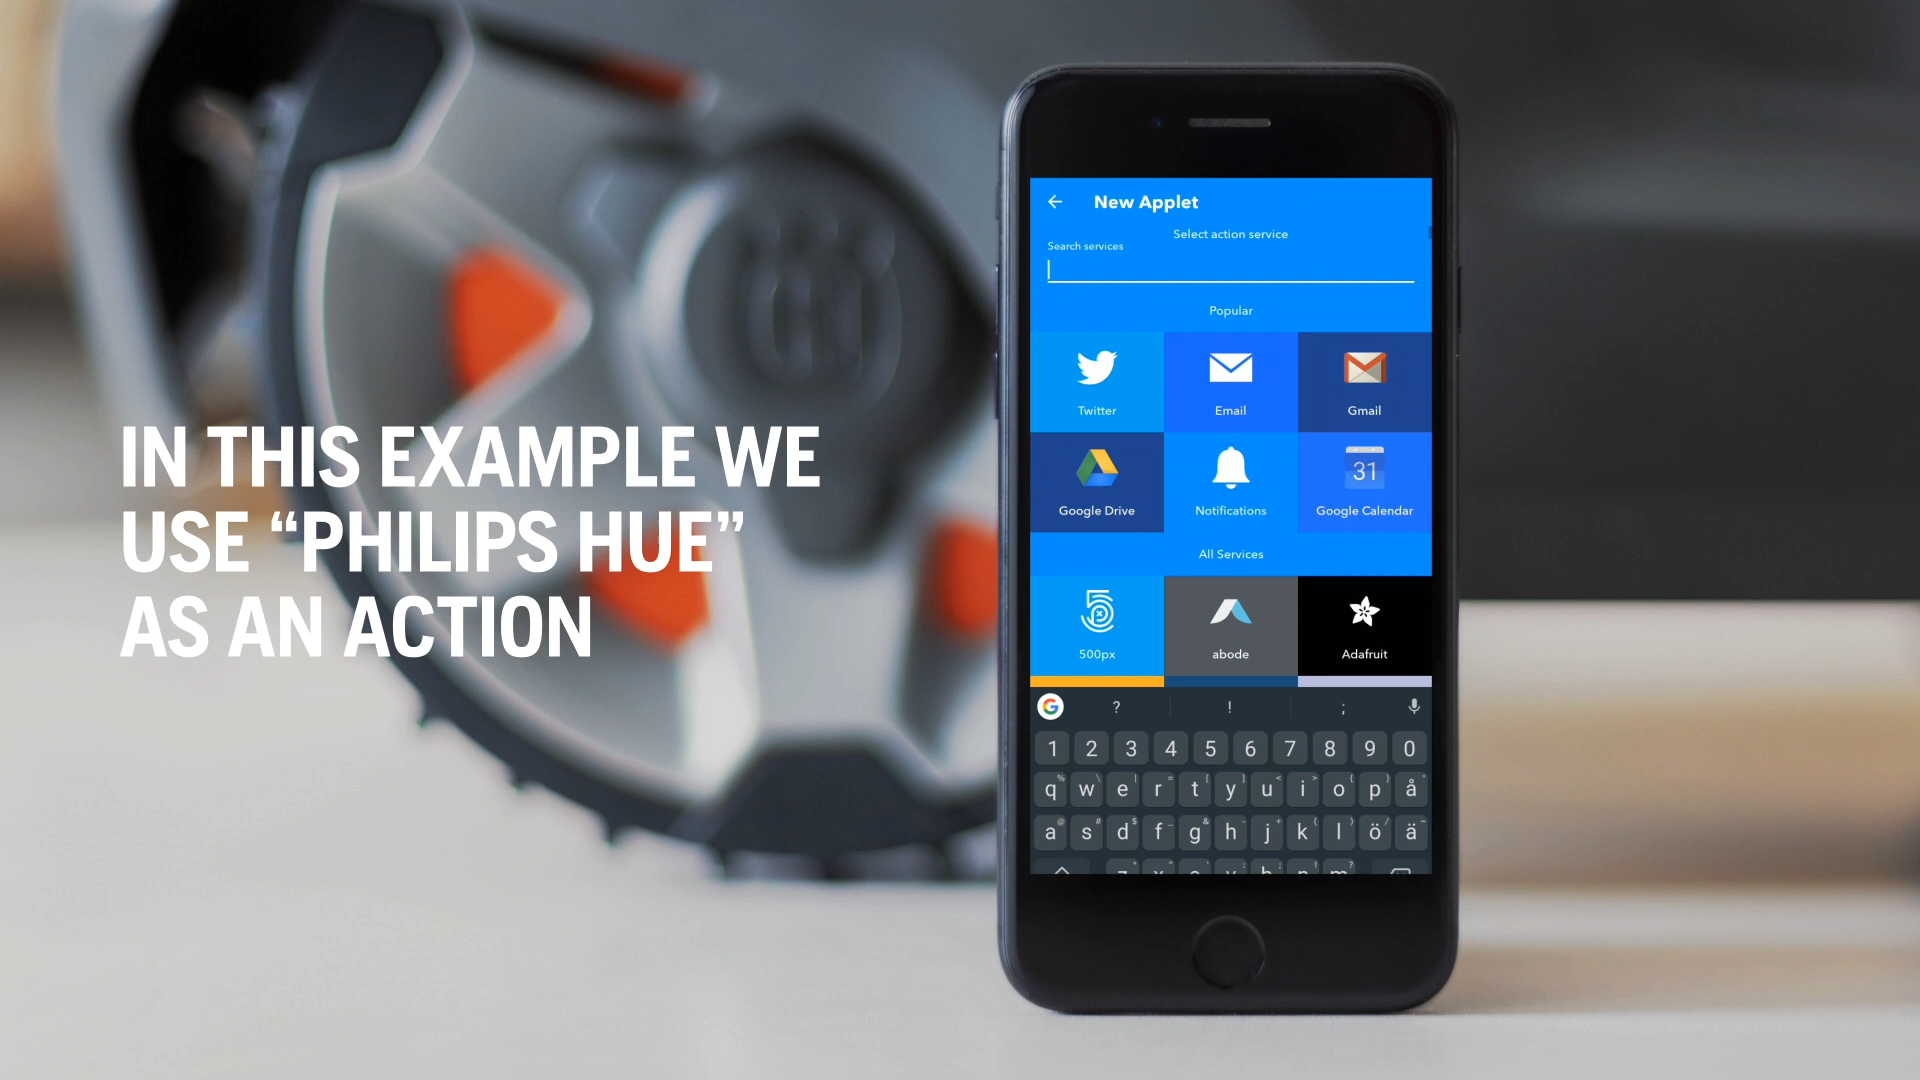 IN THIS EXAMPLE WE
USE “PHILIPS HUE”
AS AN ACTION
New Applet
Select action service
Search services
Popular
Twitter Email Gmail
31
Google Drive Notifications Google Calendar
All Services
500px abode Adafruit
? ! ;
1 2 3 4 5 6 7 8 9 0
q w e r t y u i o p å
a s d f g h j k l ö ä
z x c v b n m